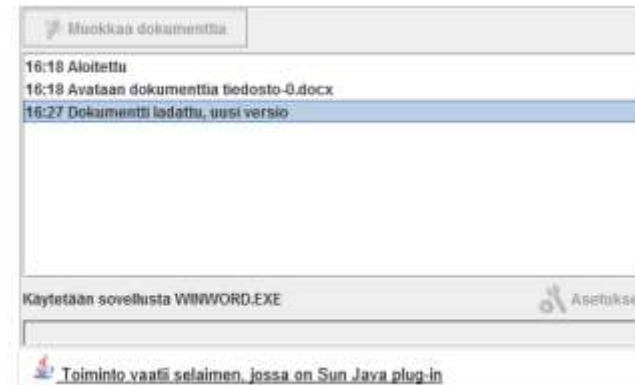 Muokkaa dokumenttia
16:18 Aloitettu
16:18 Avataan dokumenttia tiedosto-0.docx
16:27 Dokumentti ladattu, uusi versio
Käytetään sovellusta WINWORD.EXE
Asetukse
Toiminto vaatii selaimen, jossa on Sun Java plug-in